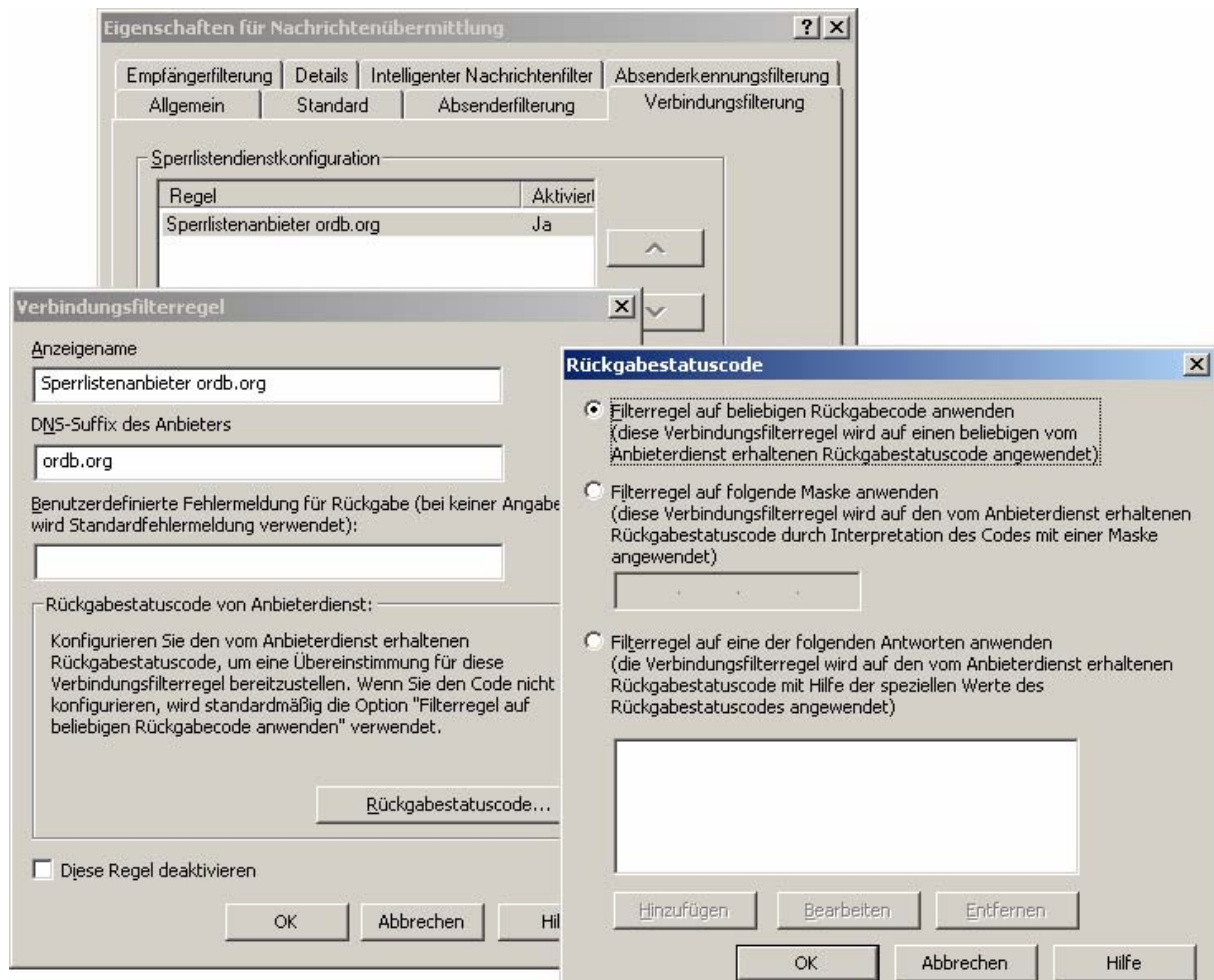 Eigenschaften für Nachrichtenübermittlung
Empfängerfilterung Details Intelligenter Nachrichtenfilter Absenderkennungsfilterung
Allgemein Standard Absenderfilterung Verbindungsfilterung
Sperrlistendienstkonfiguration
Regel Aktiviert
Sperrlistenanbieter ordb.org Ja
Verbindungsfilterregel
Anzeigename
Sperrlistenanbieter ordb.org
DNS-Suffix des Anbieters
ordb.org
Benutzerdefinierte Fehlermeldung für Rückgabe (bei keiner Angabe
wird Standardfehlermeldung verwendet):
Rückgabestatuscode von Anbieterdienst:
Konfigurieren Sie den vom Anbieterdienst erhaltenen
Rückgabestatuscode, um eine Übereinstimmung für diese
Verbindungsfilterregel bereitzustellen. Wenn Sie den Code nicht
konfigurieren, wird standardmäßig die Option "Filterregel auf
beliebigen Rückgabecode anwenden" verwendet.
Rückgabestatuscode...
Diese Regel deaktivieren
OK Abbrechen Hil
Rückgabestatuscode
Filterregel auf beliebigen Rückgabecode anwenden
(diese Verbindungsfilterregel wird auf einen beliebigen vom
Anbieterdienst erhaltenen Rückgabestatuscode angewendet)
Filterregel auf folgende Maske anwenden
(diese Verbindungsfilterregel wird auf den vom Anbieterdienst erhaltenen
Rückgabestatuscode durch Interpretation des Codes mit einer Maske
angewendet)
Filterregel auf eine der folgenden Antworten anwenden
(die Verbindungsfilterregel wird auf den vom Anbieterdienst erhaltenen
Rückgabestatuscode mit Hilfe der speziellen Werte des
Rückgabestatuscodes angewendet)
Hinzufügen Bearbeiten Entfernen
OK Abbrechen Hilfe